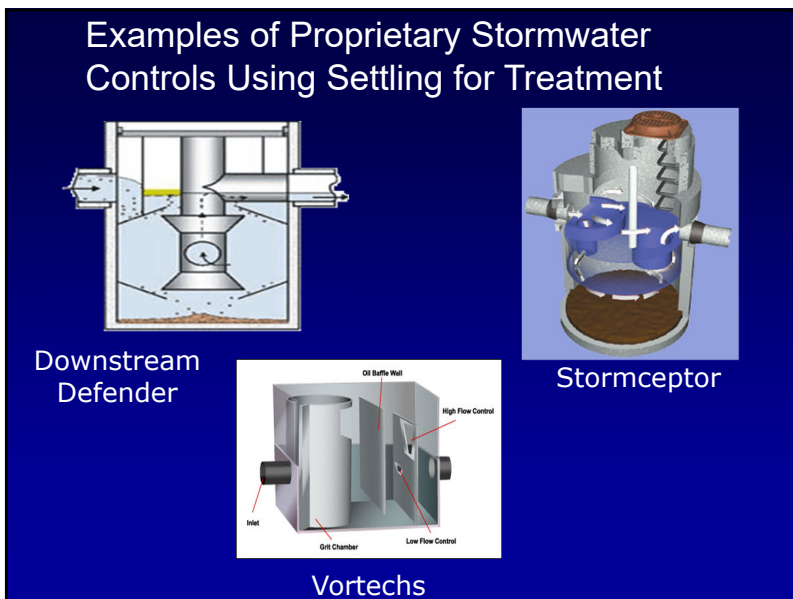 Examples of Proprietary Stormwater
Controls Using Settling for Treatment
Downstream
Defender
Stormceptor
Oil Baffle Wall
High Flow Control
Inlet
Grit Chamber
Low Flow Control
Vortechs